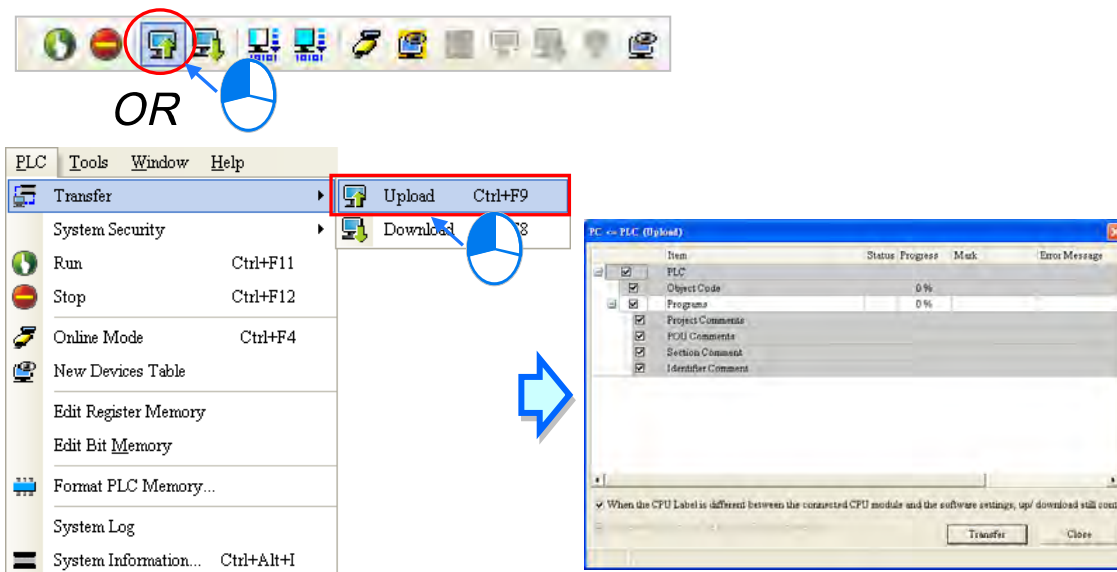 OR
PLC Tools Window Help
Transfer
Upload Ctrl+F9
System Security
Download F8
Run Ctrl+F11
Stop Ctrl+F12
Online Mode Ctrl+F4
New Devices Table
Edit Register Memory
Edit Bit Memory
Format PLC Memory...
System Log
System Information... Ctrl+Alt+I
PC <= PLC (Upload)
Item Status Progress Mark Error Message
PLC
Object Code 0 %
Programs 0 %
Project Comments
POU Comments
Section Comment
Identifier Comment
When the CPU Label is different between the connected CPU module and the software settings, up/ download still cont
Transfer Close